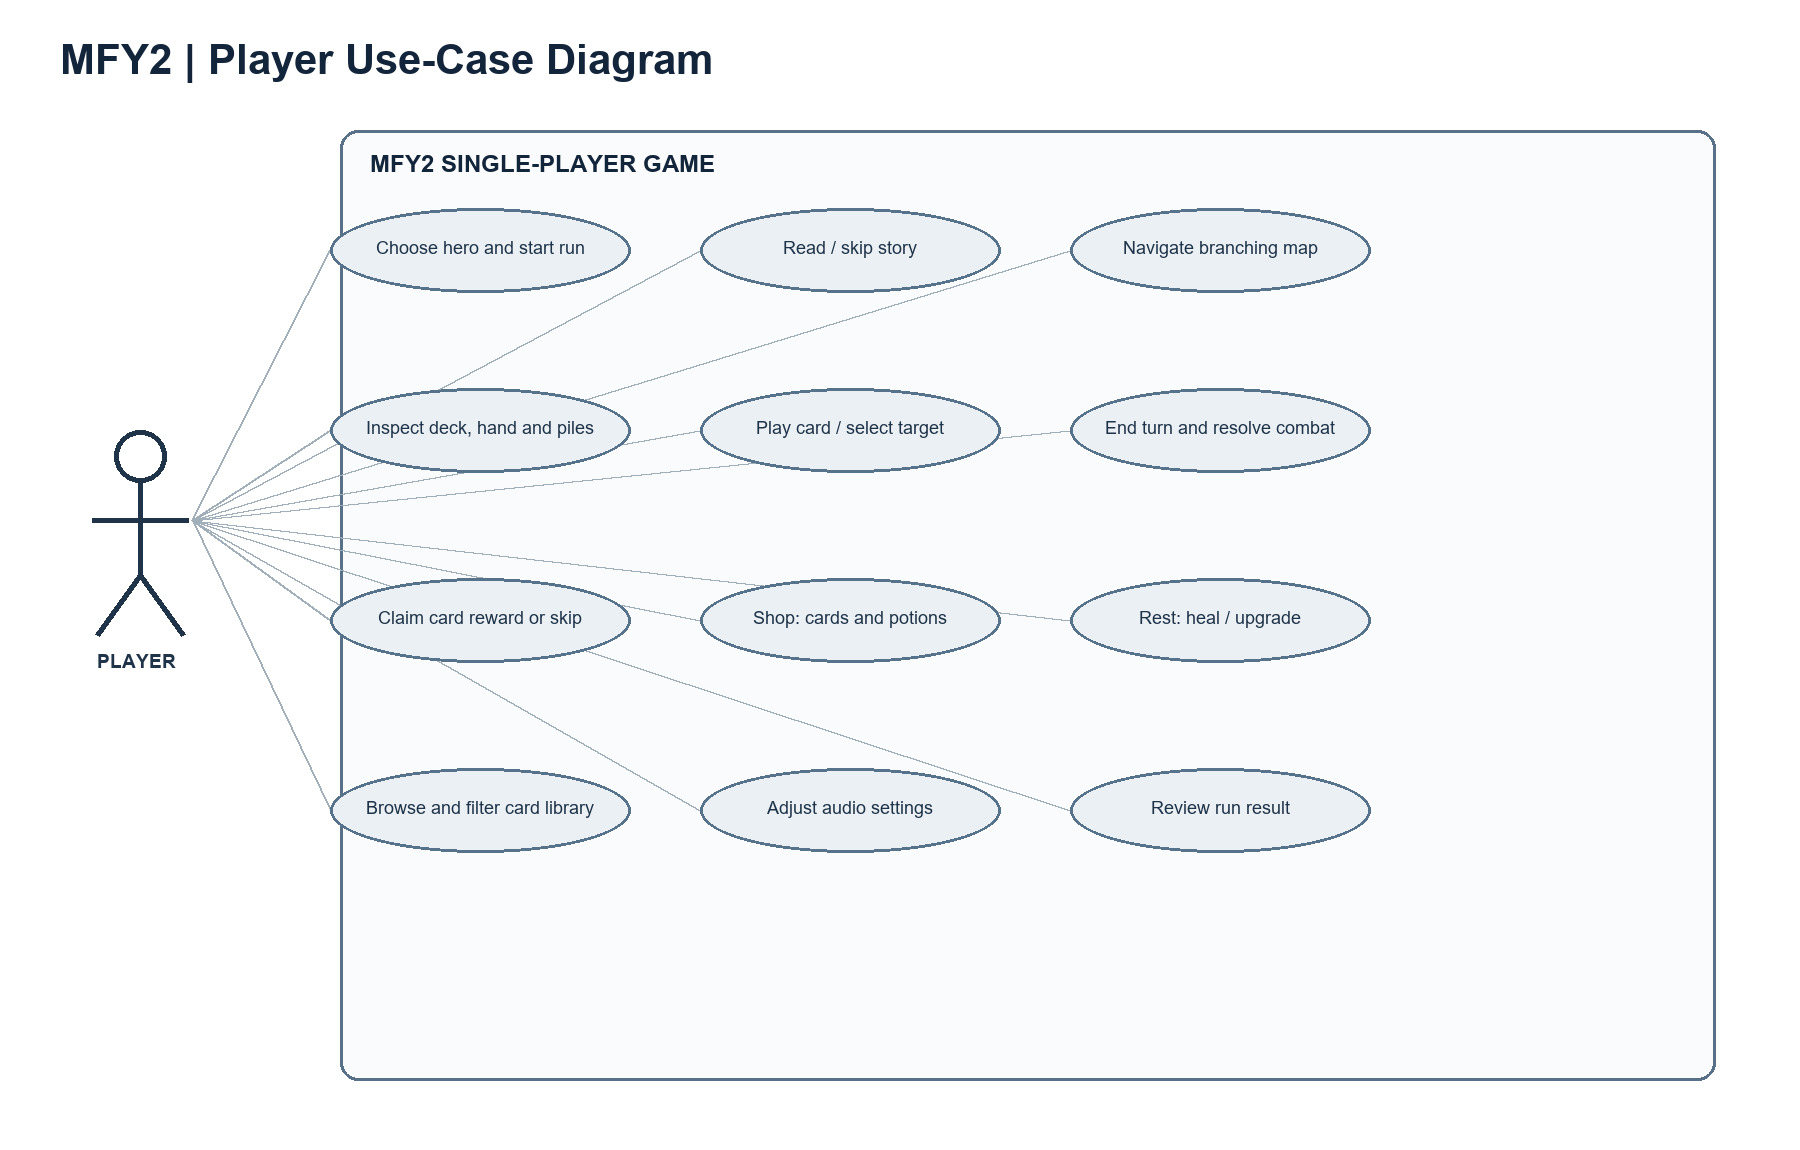 MFY2 | Player Use-Case Diagram
MFY2 SINGLE-PLAYER GAME
Choose hero and start run
Read / skip story
Navigate branching map
Inspect deck, hand and piles
Play card / select target
End turn and resolve combat
PLAYER
Claim card reward or skip
Shop: cards and potions
Rest: heal / upgrade
Browse and filter card library
Adjust audio settings
Review run result